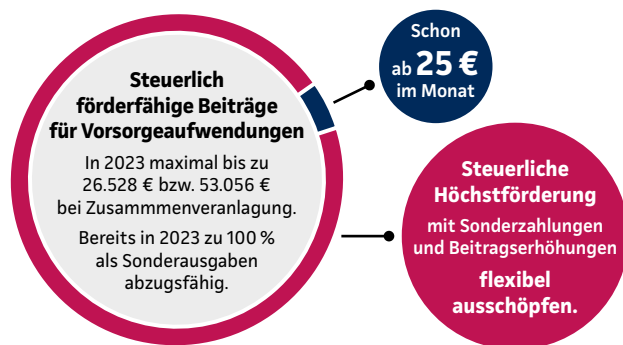 Steuerlich
förderfähige Beiträge
für Vorsorgeaufwendungen
In 2023 maximal bis zu
26.528 € bzw. 53.056 €
bei Zusammmenveranlagung.
Bereits in 2023 zu 100 %
als Sonderausgaben
abzugsfähig.
Schon
ab 25 €
im Monat
Steuerliche
Höchstförderung
mit Sonderzahlungen
und Beitragserhöhungen
flexibel
ausschöpfen.